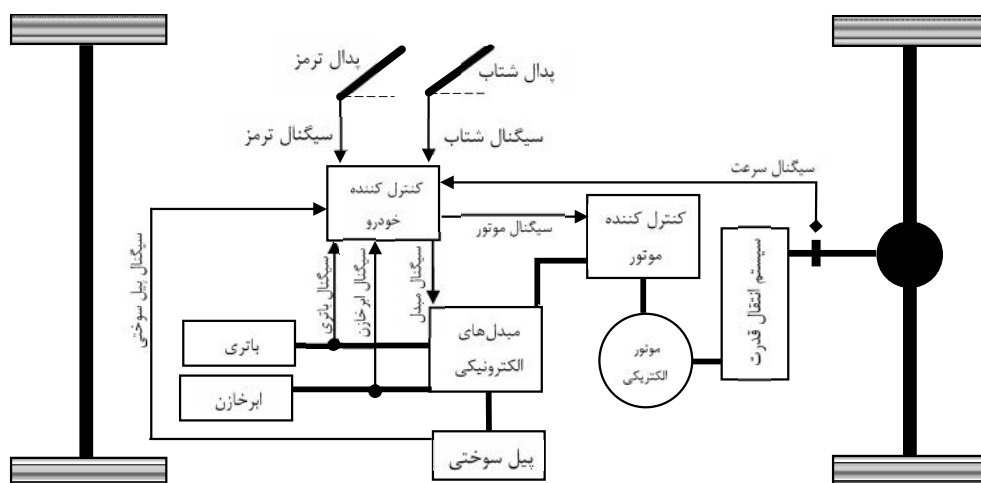 پدال ترمز
پدال شتاب
سیگنال ترمز
سیگنال شتاب
سیگنال سرعت
کنترل کننده
خودرو
سیگنال موتور
کنترل کننده
موتور
سیگنال پیل سوختی
سیگنال باتری
سیگنال ابرخازن
سیگنال مبدل
سیستم انتقال قدرت
مبدل‌های
الکترونیکی
باتری
موتور
الکتریکی
ابرخازن
پیل سوختی